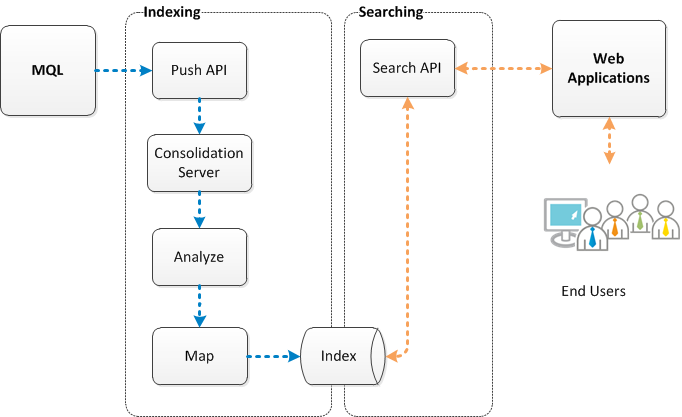 Indexing
Searching
MQL
Push API
Search API
Web
Applications
Consolidation
Server
Analyze
End Users
Map
Index